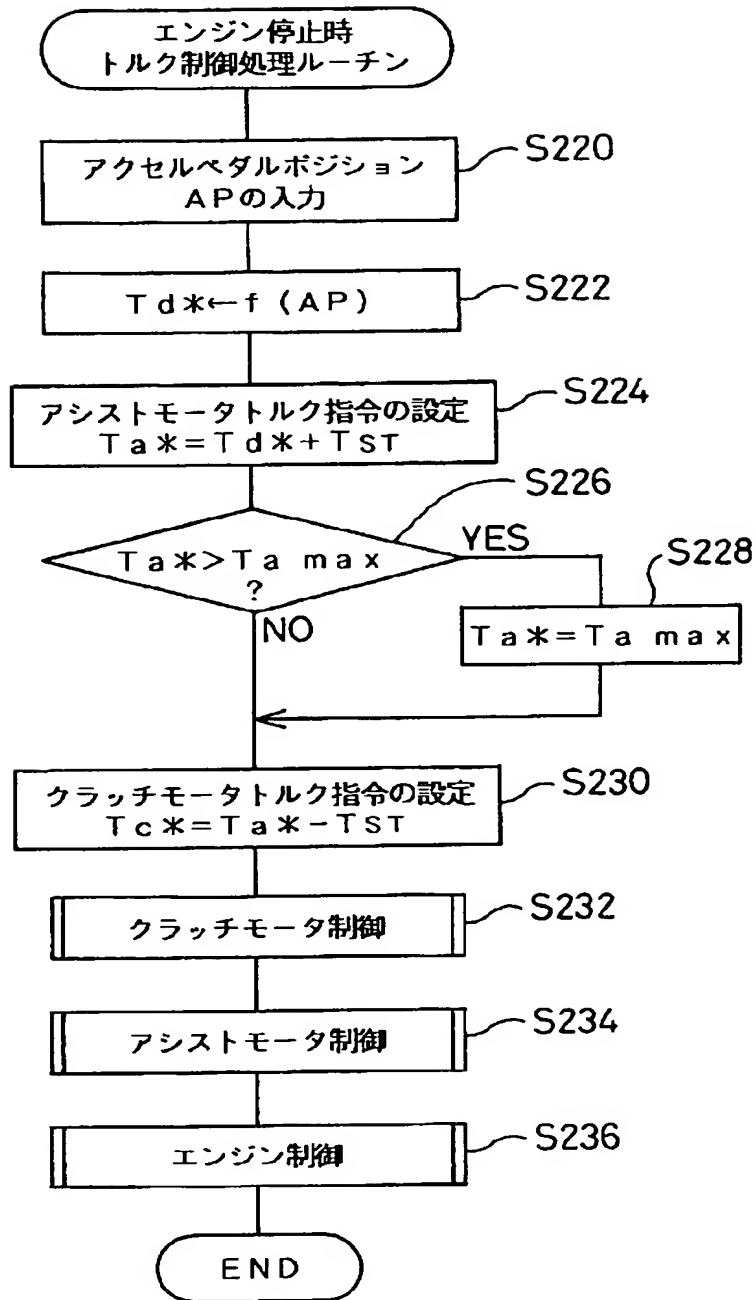 エンジン停止時
トルク制御処理ルーチン
アクセルペダルポジション
APの入力
S220
Td*←f(AP)
S222
アシストモータトルク指令の設定
Ta*=Td*+TST
S224
Ta*>Ta max
?
S226
YES
NO
Ta*=Ta max
S228
クラッチモータトルク指令の設定
Tc*=Ta*-TST
S230
クラッチモータ制御
S232
アシストモータ制御
S234
エンジン制御
S236
END